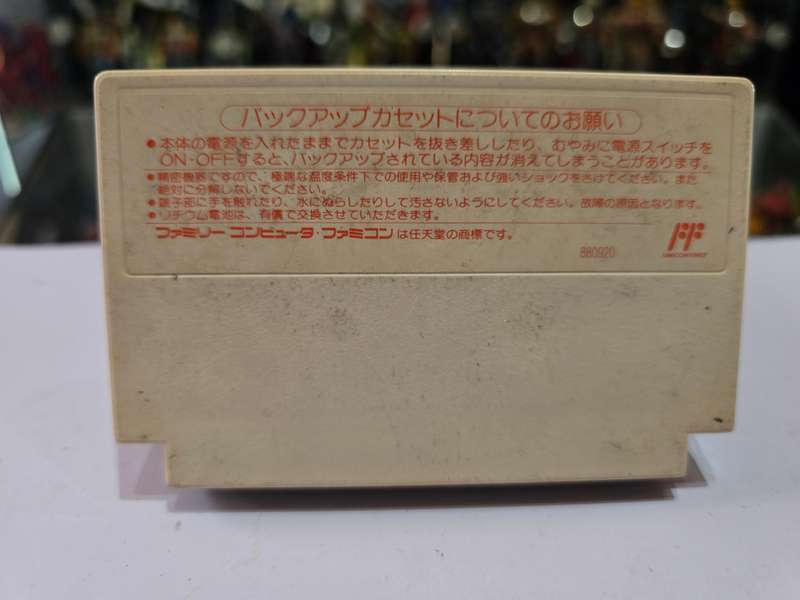 バックアップカセットについてのお願い
●本体の電源を入れたままでカセットを抜き差ししたり、むやみに電源スイッチを
ON・OFFすると、バックアップされている内容が消えてしまうことがあります。
●精密機器ですので、極端な温度条件下での使用や保管および強いショックをさけてください。また
絶対に分解しないでください。
●端子部に手を触れたり、水にぬらしたりして汚さないようにしてください。故障の原因となります。
●リチウム電池は、有償で交換させていただきます。
ファミリーコンピュータ・ファミコンは任天堂の商標です。
880920
FF